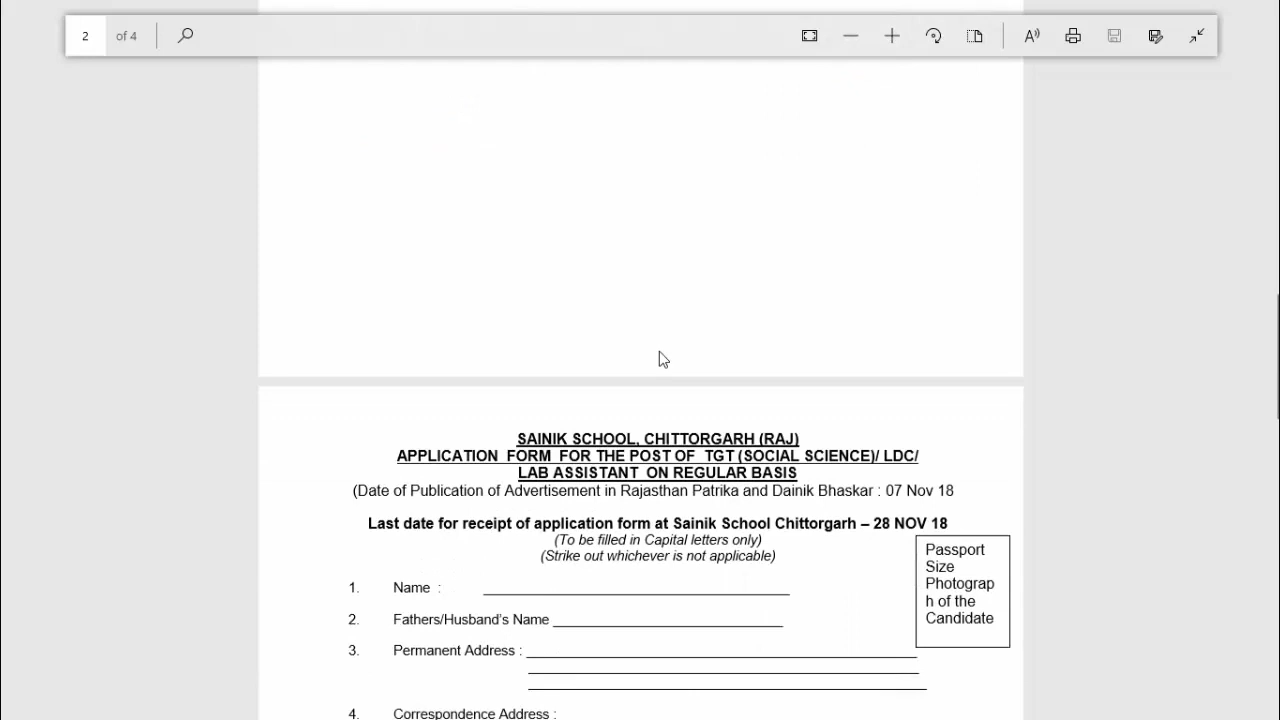 2 of 4
SAINIK SCHOOL, CHITTORGARH (RAJ)
APPLICATION FORM FOR THE POST OF TGT (SOCIAL SCIENCE)/ LDC/
LAB ASSISTANT ON REGULAR BASIS
(Date of Publication of Advertisement in Rajasthan Patrika and Dainik Bhaskar : 07 Nov 18
Last date for receipt of application form at Sainik School Chittorgarh – 28 NOV 18
(To be filled in Capital letters only)
(Strike out whichever is not applicable)
Passport
Size
Photograp
h of the
Candidate
1. Name :
2. Fathers/Husband's Name
3. Permanent Address :
4. Correspondence Address :